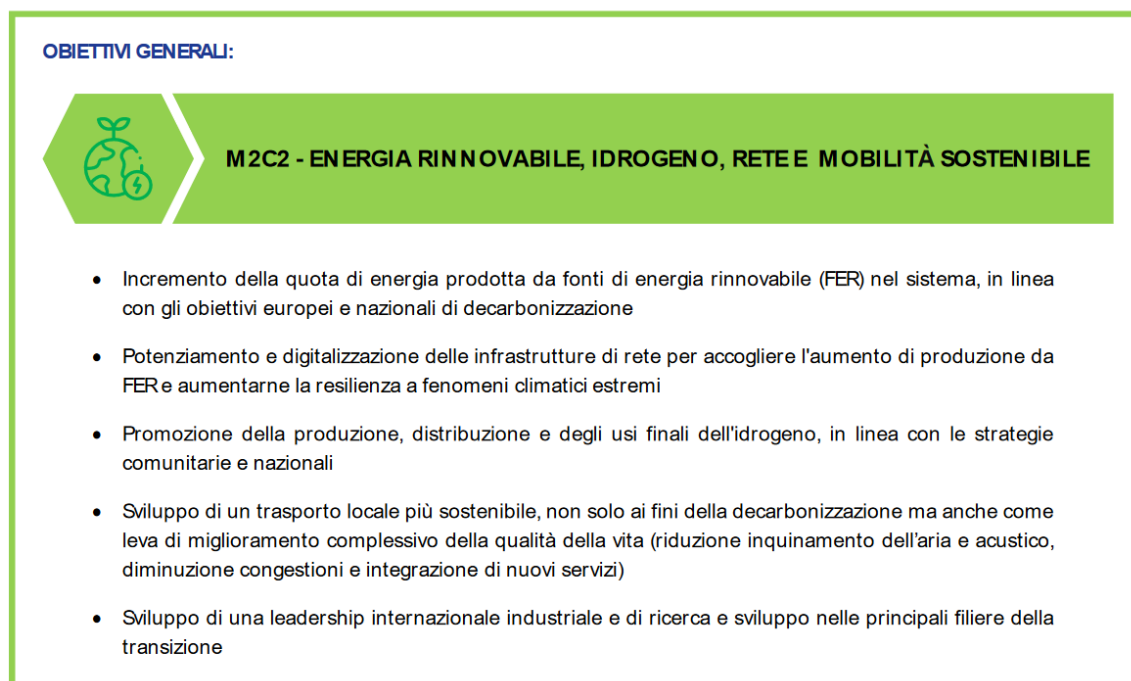 OBIETTIVI GENERALI:
M2C2 - ENERGIA RINNOVABILE, IDROGENO, RETE E MOBILITÀ SOSTENIBILE
• Incremento della quota di energia prodotta da fonti di energia rinnovabile (FER) nel sistema, in linea
con gli obiettivi europei e nazionali di decarbonizzazione
• Potenziamento e digitalizzazione delle infrastrutture di rete per accogliere l'aumento di produzione da
FER e aumentarne la resilienza a fenomeni climatici estremi
• Promozione della produzione, distribuzione e degli usi finali dell'idrogeno, in linea con le strategie
comunitarie e nazionali
• Sviluppo di un trasporto locale più sostenibile, non solo ai fini della decarbonizzazione ma anche come
leva di miglioramento complessivo della qualità della vita (riduzione inquinamento dell’aria e acustico,
diminuzione congestioni e integrazione di nuovi servizi)
• Sviluppo di una leadership internazionale industriale e di ricerca e sviluppo nelle principali filiere della
transizione